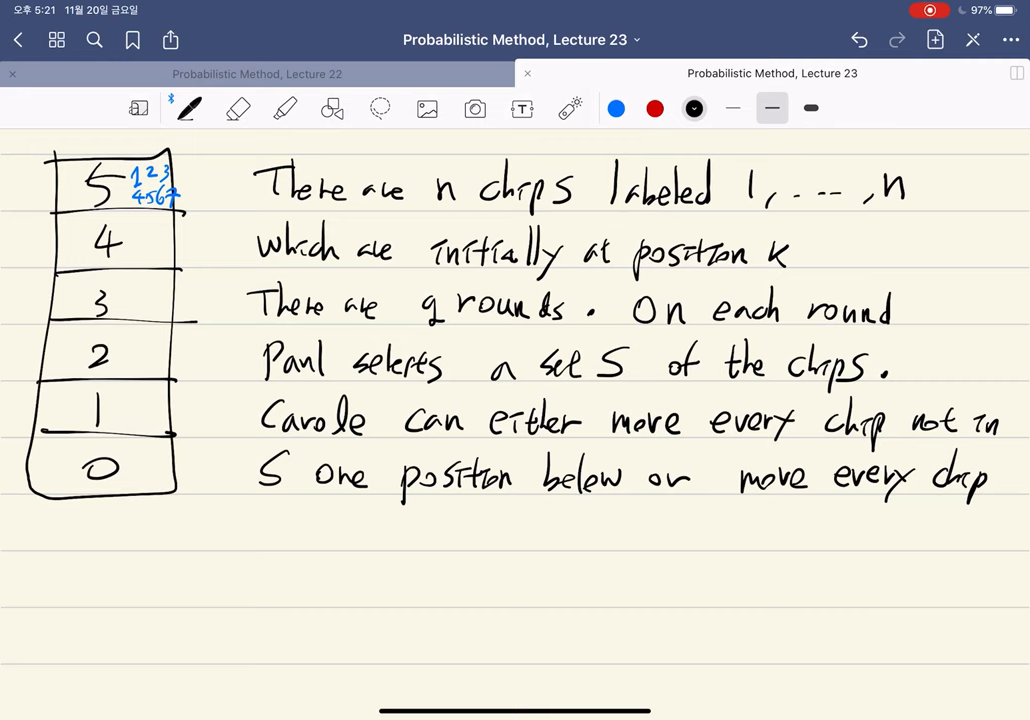 오후 5:21 11월 20일 금요일
97%
Probabilistic Method, Lecture 23
Probabilistic Method, Lecture 22
Probabilistic Method, Lecture 23
5 1 2 3
4 5 6 7
4
3
2
1
0
There are n chips labeled 1, ... , n
which are initially at position k
There are q rounds. On each round
Paul selects a set S of the chips.
Carole can either move every chip not in
S one position below or move every chip